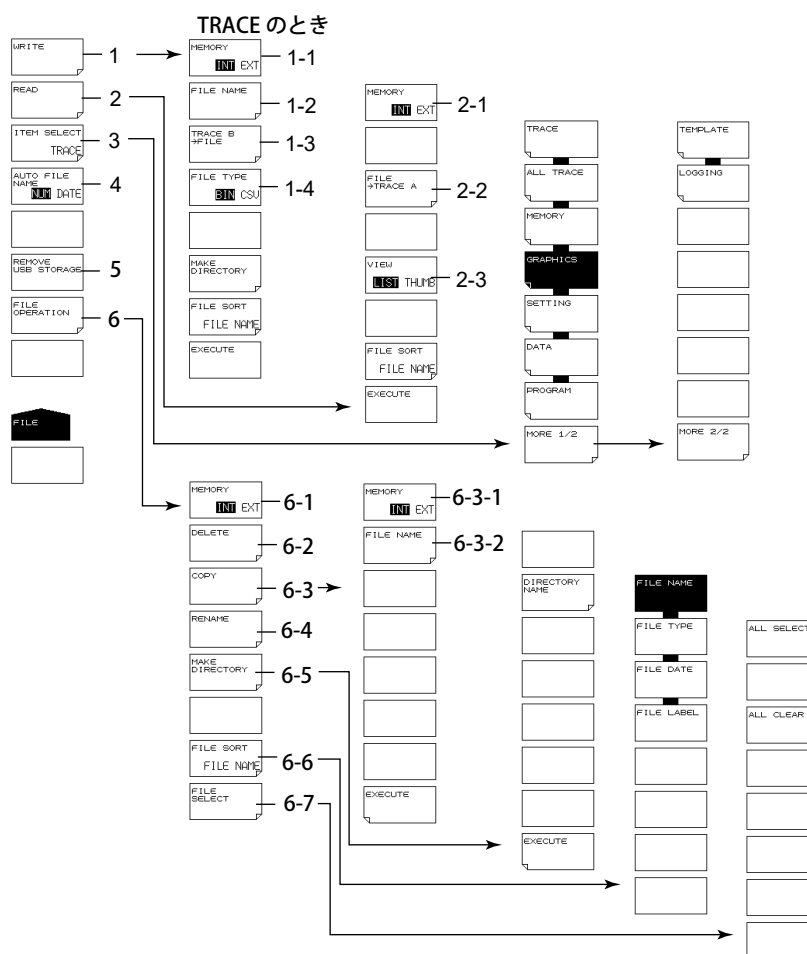 TRACE のとき
WRITE
1
READ
2
ITEM SELECT
TRACE
3
AUTO FILE
NAME
NUM DATE
4
REMOVE
USB STORAGE
5
FILE
OPERATION
6
FILE
MEMORY
INT EXT
1-1
FILE NAME
1-2
TRACE B
→FILE
1-3
FILE TYPE
BIN CSV
1-4
MAKE
DIRECTORY
FILE SORT
FILE NAME
EXECUTE
MEMORY
INT EXT
2-1
FILE
→TRACE A
2-2
VIEW
LIST THUMB
2-3
FILE SORT
FILE NAME
EXECUTE
TRACE
ALL TRACE
MEMORY
GRAPHICS
SETTING
DATA
PROGRAM
MORE 1/2
TEMPLATE
LOGGING
MORE 2/2
MEMORY
INT EXT
6-1
DELETE
6-2
COPY
6-3
RENAME
6-4
MAKE
DIRECTORY
6-5
FILE SORT
FILE NAME
6-6
FILE
SELECT
6-7
MEMORY
INT EXT
6-3-1
FILE NAME
6-3-2
EXECUTE
DIRECTORY
NAME
EXECUTE
FILE NAME
FILE TYPE
FILE DATE
FILE LABEL
ALL SELECT
ALL CLEAR